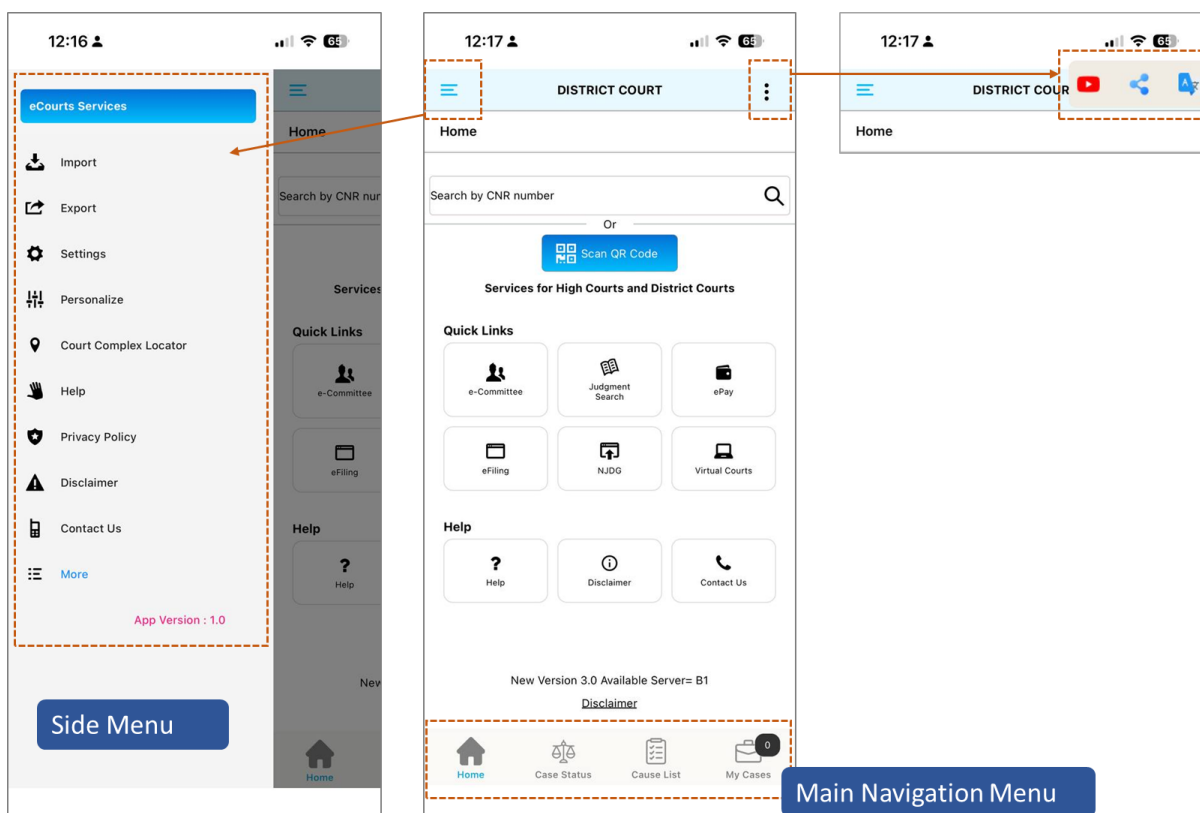 12:16
65
eCourts Services
Import
Export
Settings
Personalize
Court Complex Locator
Help
Privacy Policy
Disclaimer
Contact Us
More
App Version : 1.0
Home
Search by CNR nur
Services
Quick Links
e-Committee
eFiling
Help
Help
New
Home
Side Menu
12:17
65
DISTRICT COURT
Home
Search by CNR number
Or
Scan QR Code
Services for High Courts and District Courts
Quick Links
e-Committee
Judgment
Search
ePay
eFiling
NJDG
Virtual Courts
Help
Help
Disclaimer
Contact Us
New Version 3.0 Available Server= B1
Disclaimer
Home
Case Status
Cause List
0
My Cases
Main Navigation Menu
12:17
65
DISTRICT COUR
Home